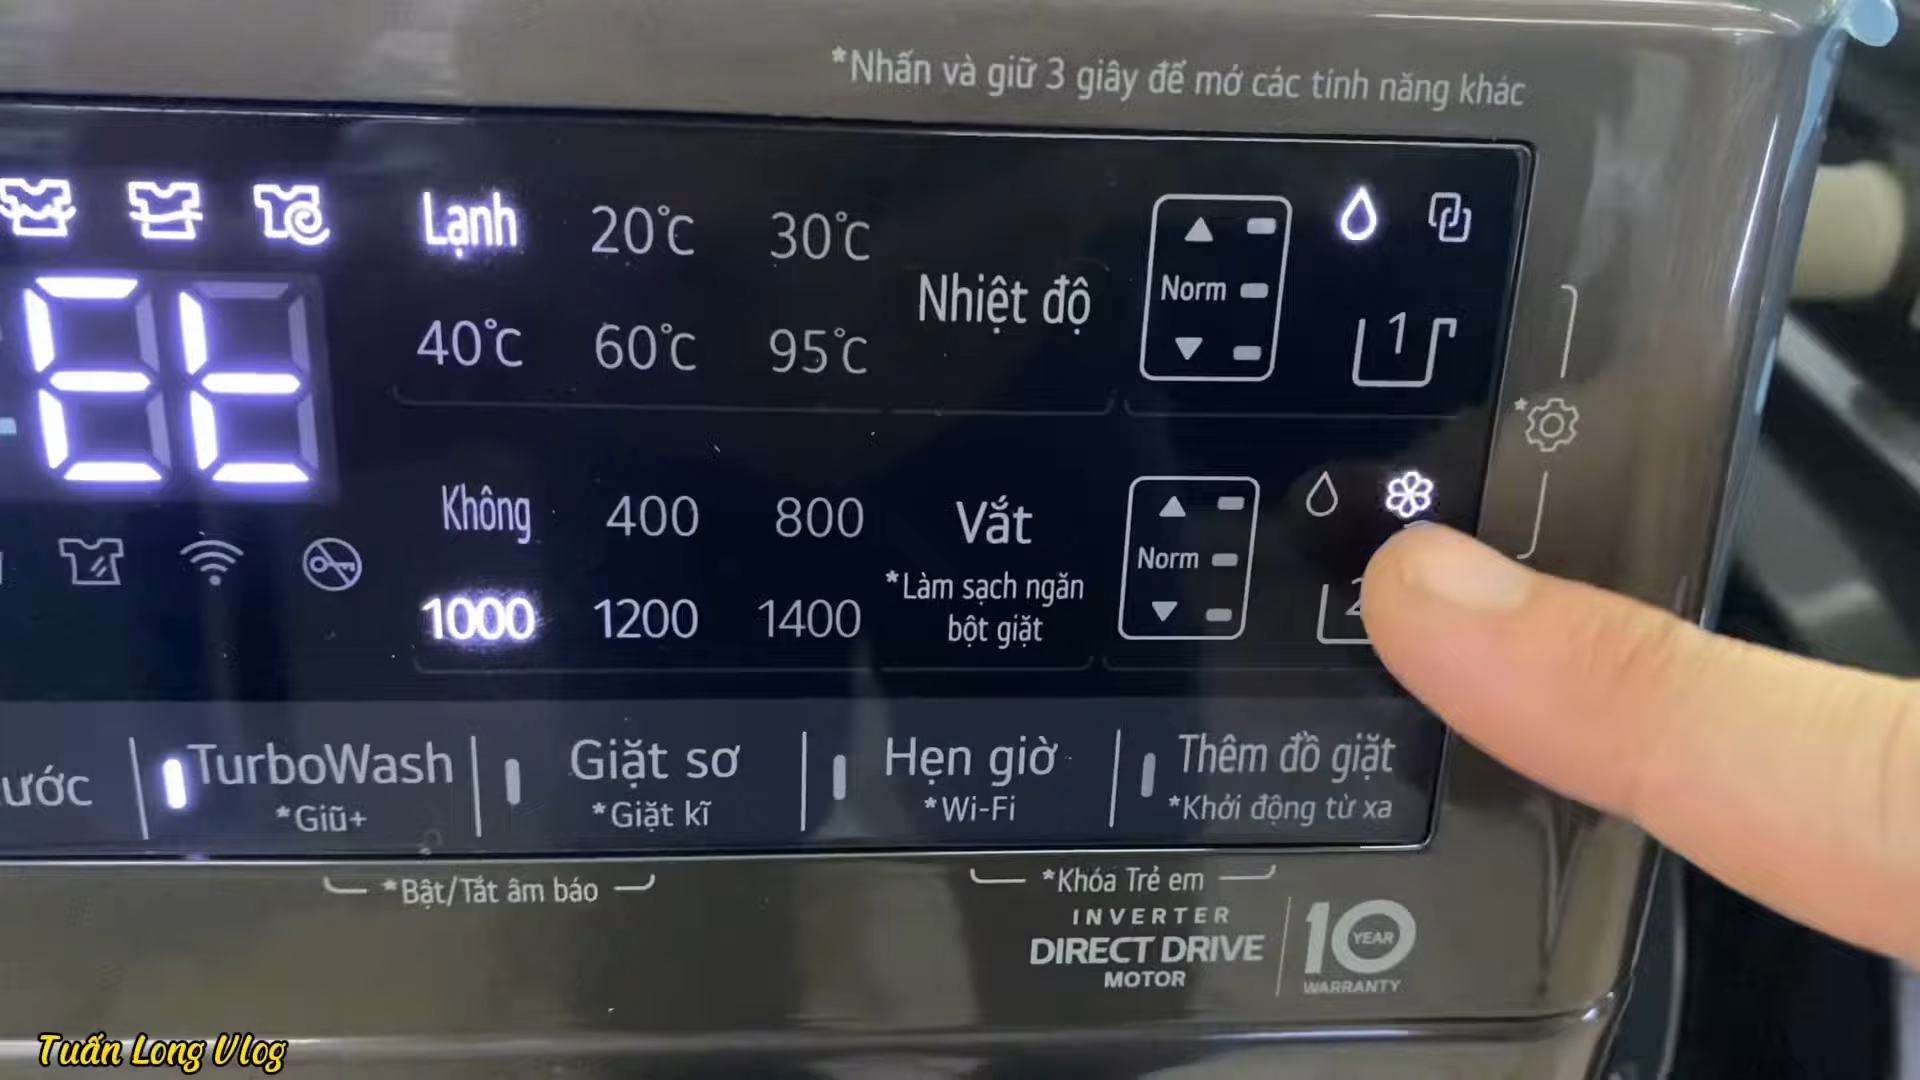 *Nhấn và giữ 3 giây để mở các tính năng khác
Lạnh 20℃ 30℃
40℃ 60℃ 95℃
Nhiệt độ
Norm
1
Et
Không 400 800
1000 1200 1400
Vắt
*Làm sạch ngăn
bột giặt
Norm
2
ước
TurboWash
*Giũ+
Giặt sơ
*Giặt kĩ
Hẹn giờ
*Wi-Fi
Thêm đồ giặt
*Khởi động từ xa
*Bật/Tắt âm báo
*Khóa Trẻ em
INVERTER
DIRECT DRIVE
MOTOR
10 YEAR
WARRANTY
Tuấn Long Vlog